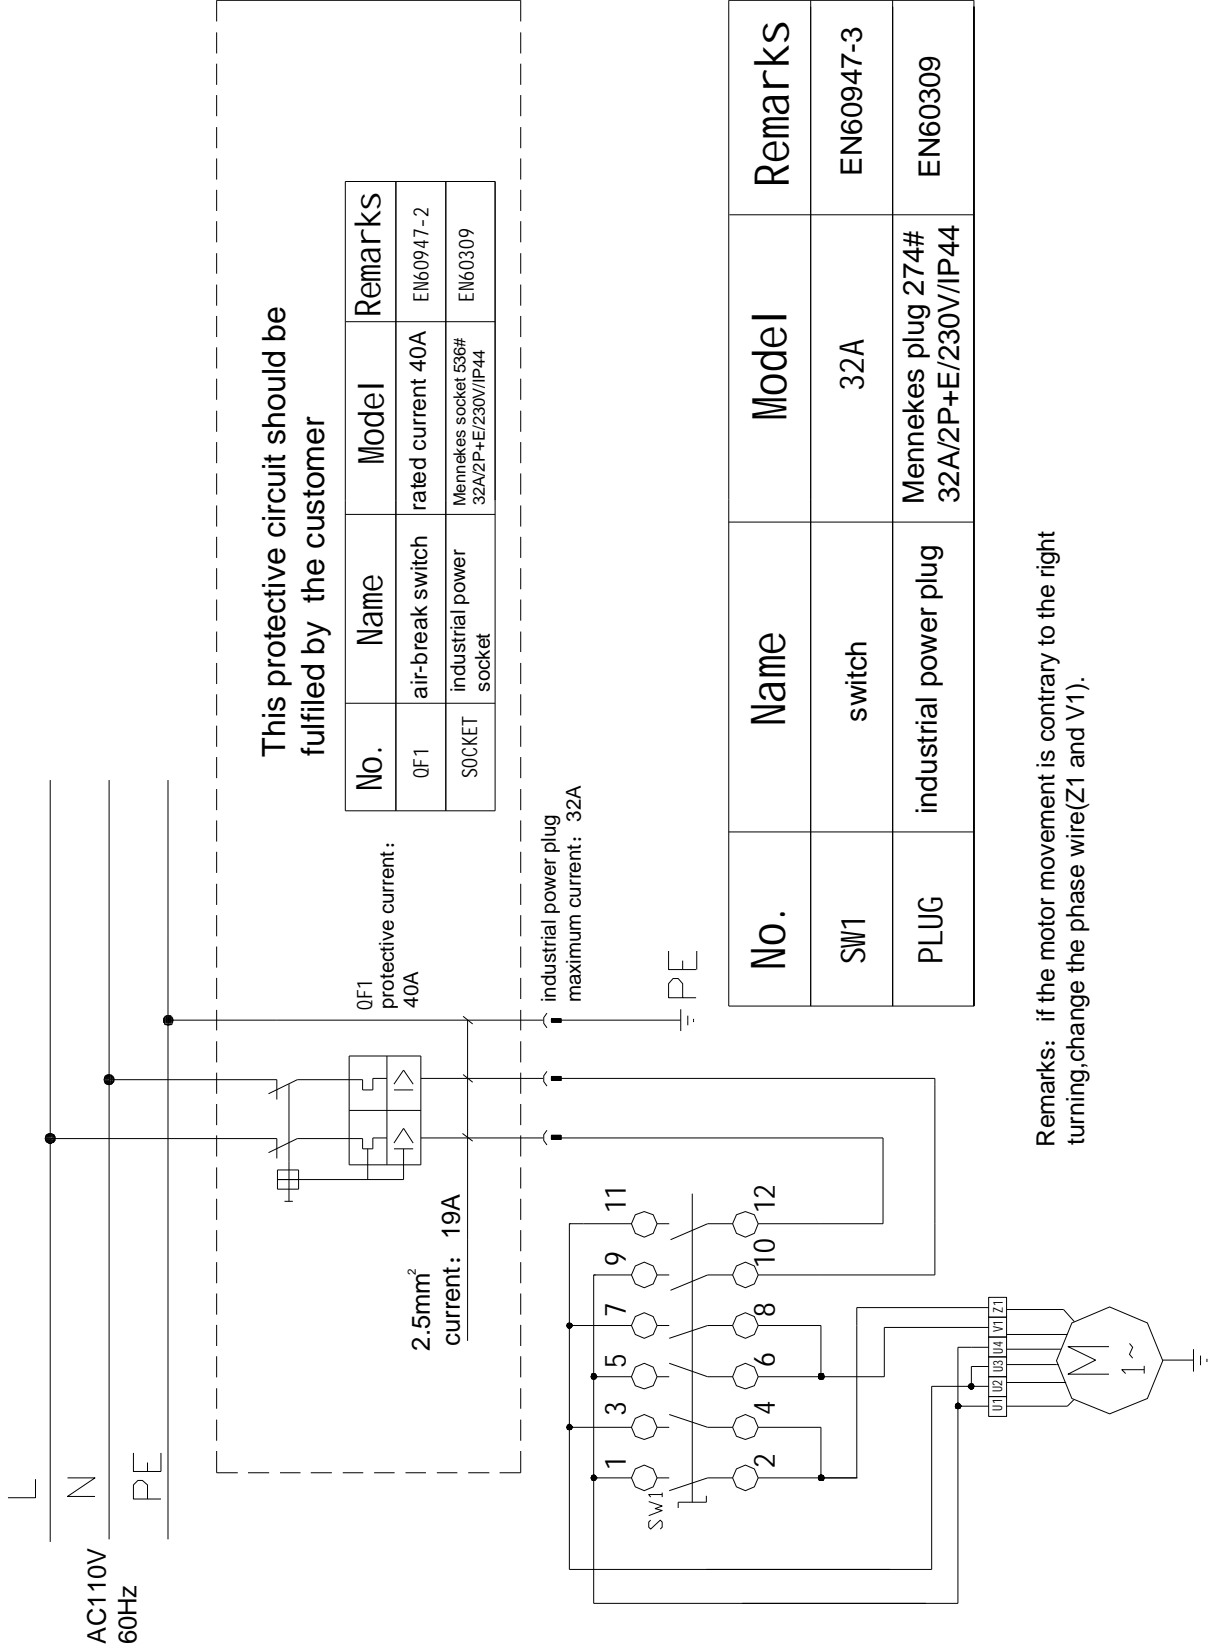 L
N
PE
AC110V
60Hz
This protective circuit should be
fulfiled by the customer
No. Name Model Remarks
QF1 air-break switch rated current 40A EN60947-2
SOCKET industrial power
socket Mennekes socket 536#
32A/2P+E/230V/IP44 EN60309
QF1
protective current:
40A
2.5mm²
current: 19A
industrial power plug
maximum current: 32A
PE
SW1
1 3 5 7 9 11
2 4 6 8 10 12
U1 U2 U3 U4 V1 Z1
M
1~
No. Name Model Remarks
SW1 switch 32A EN60947-3
PLUG industrial power plug Mennekes plug 274#
32A/2P+E/230V/IP44 EN60309
Remarks: if the motor movement is contrary to the right
turning,change the phase wire(Z1 and V1).
I> I>